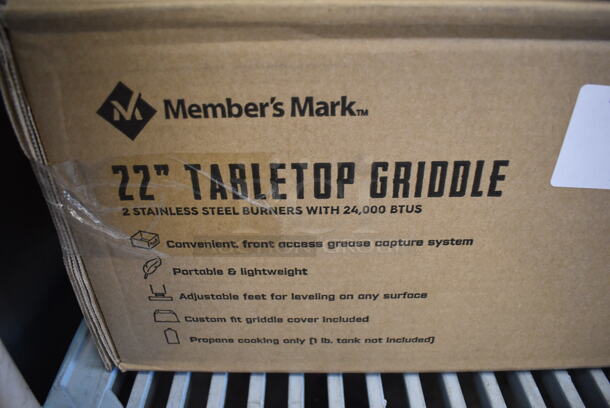 Member's Mark™
22" TABLETOP GRIDDLE
2 STAINLESS STEEL BURNERS WITH 24,000 BTUS
Convenient, front access grease capture system
Portable & lightweight
Adjustable feet for leveling on any surface
Custom fit griddle cover included
Propane cooking only (1 lb. tank not included)